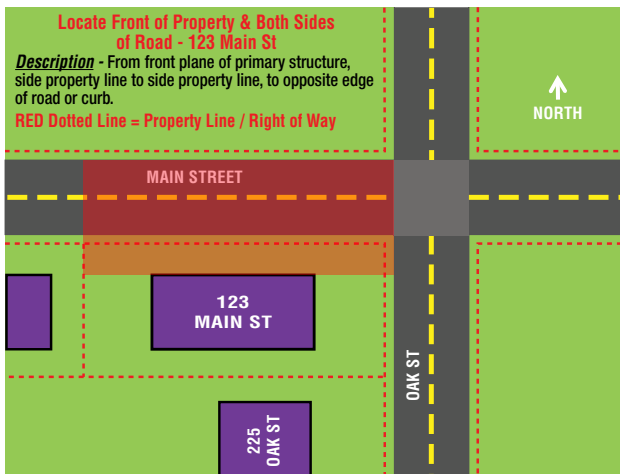 Locate Front of Property & Both Sides
of Road - 123 Main St
Description - From front plane of primary structure,
side property line to side property line, to opposite edge
of road or curb.
RED Dotted Line = Property Line / Right of Way
NORTH
MAIN STREET
123
MAIN ST
OAK ST
225
OAK ST